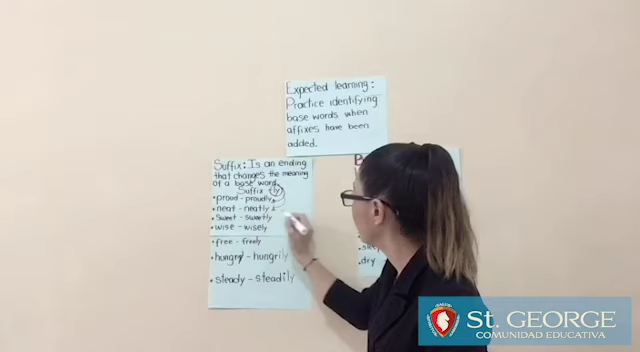 Expected learning:
Practice identifying
base words when
affixes have been
added.
Suffix: Is an ending
that changes the meaning
of a base word.
Suffix (ly)
• proud - proudly
• neat - neatly
• sweet - sweetly
• wise - wisely
• free - freely
• hungry - hungrily
• steady - steadily
• dry
St. GEORGE
COMUNIDAD EDUCATIVA